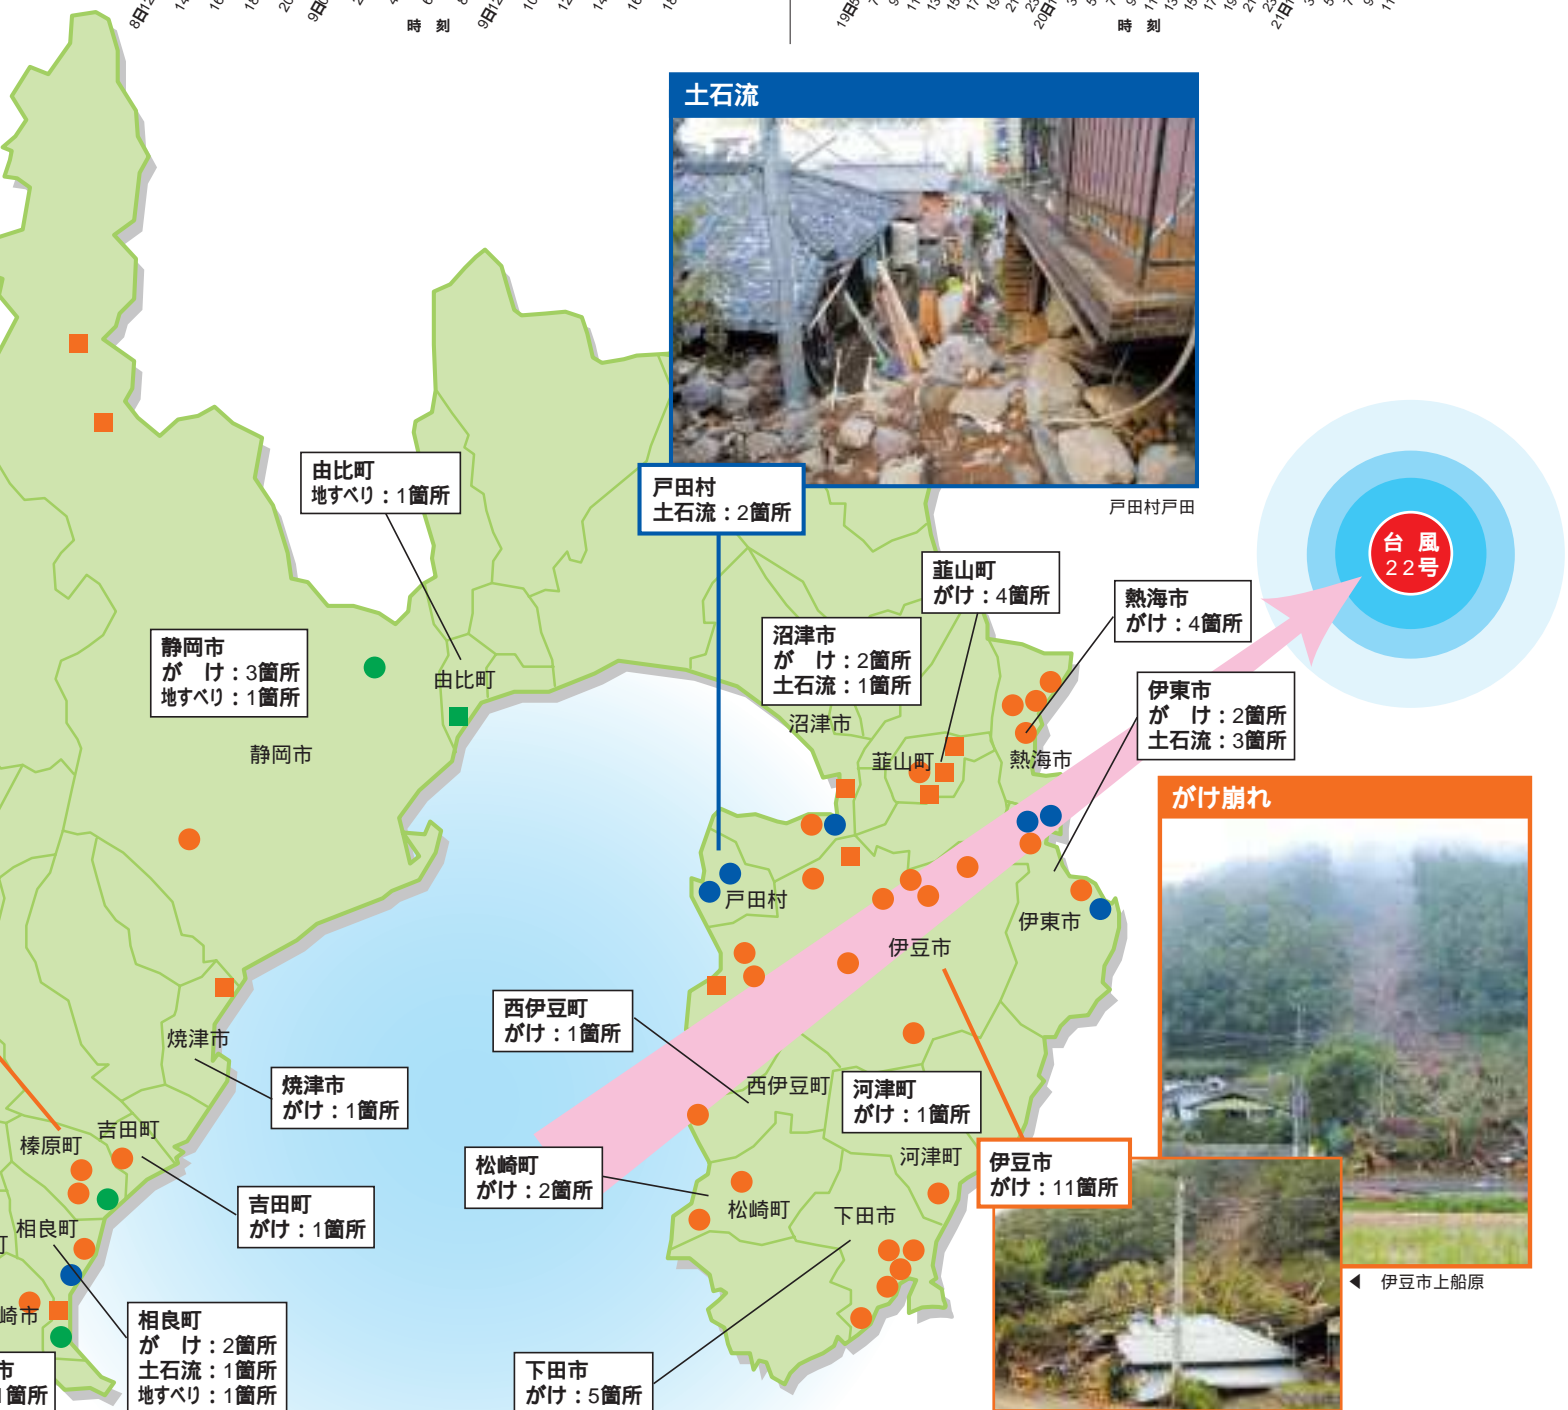 時 刻
時 刻
土石流
戸田村戸田
戸田村
土石流：2箇所
由比町
地すべり：1箇所
由比町
静岡市
が け：3箇所
地すべり：1箇所
静岡市
韮山町
がけ：4箇所
沼津市
が け：2箇所
土石流：1箇所
沼津市
韮山町
熱海市
がけ：4箇所
熱海市
台 風
22号
伊東市
が け：2箇所
土石流：3箇所
伊東市
がけ崩れ
戸田村
伊豆市
西伊豆町
がけ：1箇所
西伊豆町
焼津市
焼津市
がけ：1箇所
河津町
がけ：1箇所
河津町
伊豆市
がけ：11箇所
松崎町
がけ：2箇所
松崎町
下田市
榛原町
吉田町
吉田町
がけ：1箇所
相良町
崎市
相良町
が け：2箇所
土石流：1箇所
地すべり：1箇所
市
箇所
下田市
がけ：5箇所
◀ 伊豆市上船原